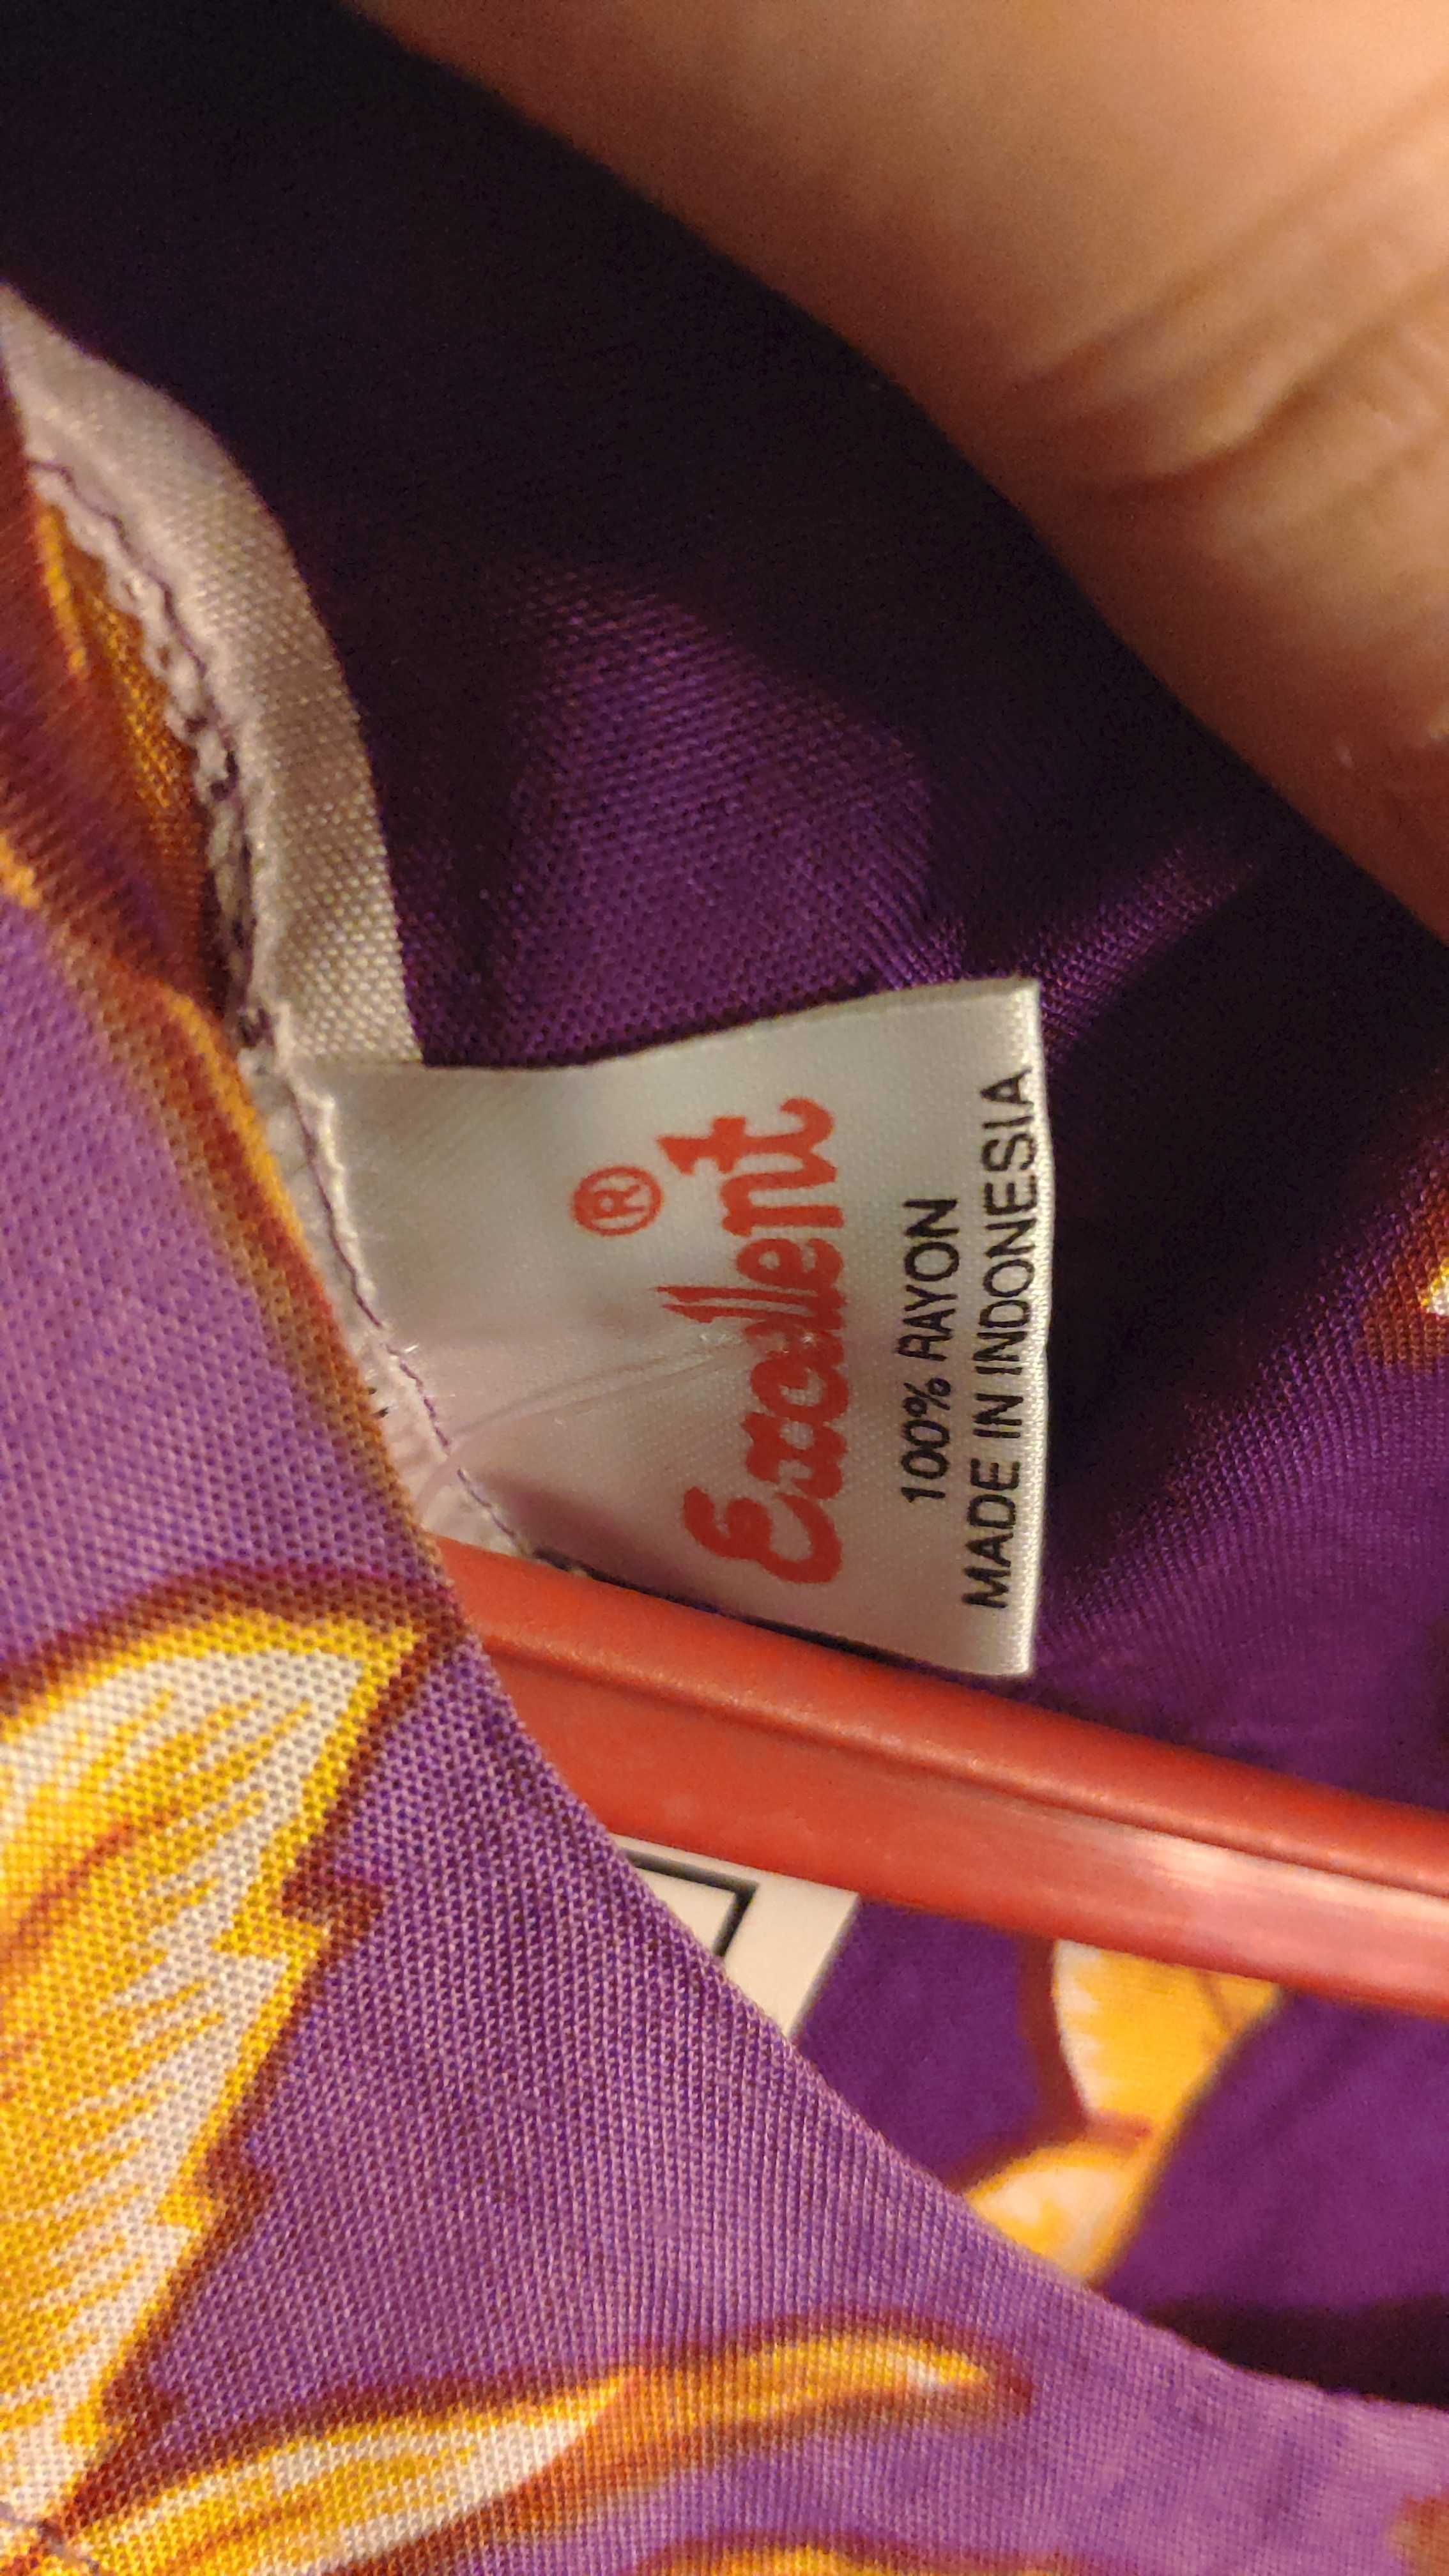 Excellent ®
100% RAYON
MADE IN INDONESIA